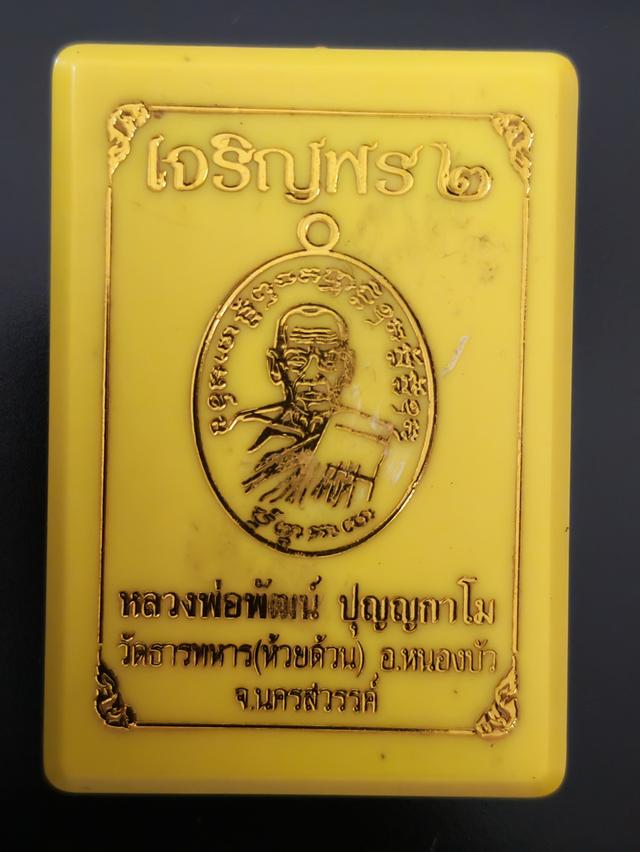 เจริญพร ๒
หลวงพ่อพัฒน์ ปุญญกาโม
วัดธารทหาร(ห้วยด้วน) อ.หนองบัว
จ.นครสวรรค์